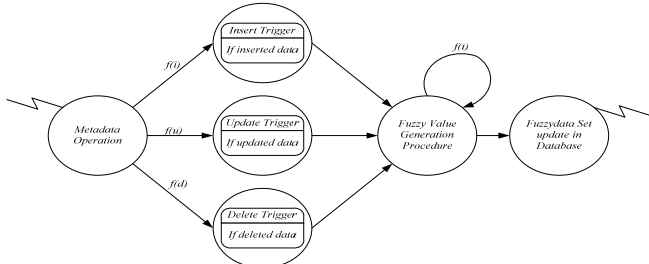 Insert Trigger
If inserted data
f(i)
f(t)
Metadata
Operation
f(u)
Update Trigger
If updated data
Fuzzy Value
Generation
Procedure
Fuzzydata Set
update in
Database
f(d)
Delete Trigger
If deleted data